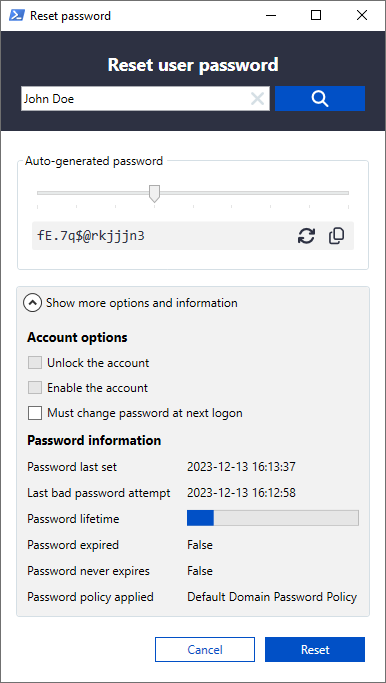 Reset password
Reset user password
John Doe
Auto-generated password
fE.7q$@rkjjjn3
Show more options and information
Account options
Unlock the account
Enable the account
Must change password at next logon
Password information
Password last set 2023-12-13 16:13:37
Last bad password attempt 2023-12-13 16:12:58
Password lifetime
Password expired False
Password never expires False
Password policy applied Default Domain Password Policy
Cancel Reset